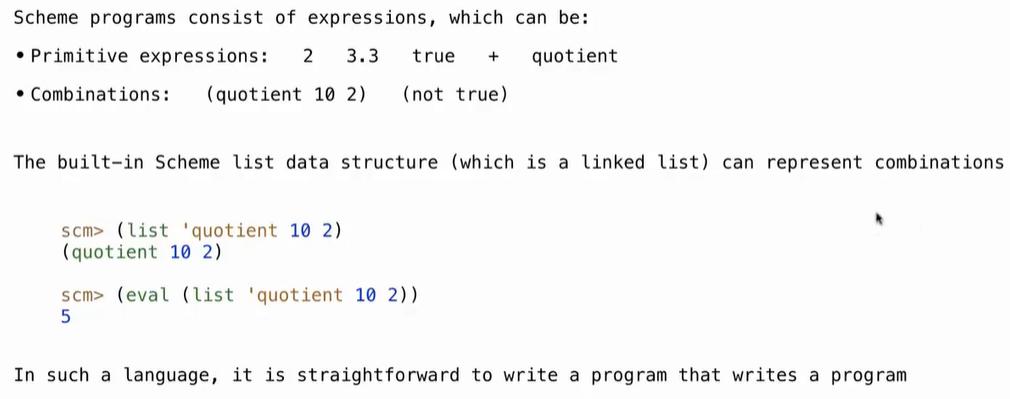 Scheme programs consist of expressions, which can be:
• Primitive expressions: 2 3.3 true + quotient
• Combinations: (quotient 10 2) (not true)
The built-in Scheme list data structure (which is a linked list) can represent combinations
scm> (list 'quotient 10 2)
(quotient 10 2)
scm> (eval (list 'quotient 10 2))
5
In such a language, it is straightforward to write a program that writes a program